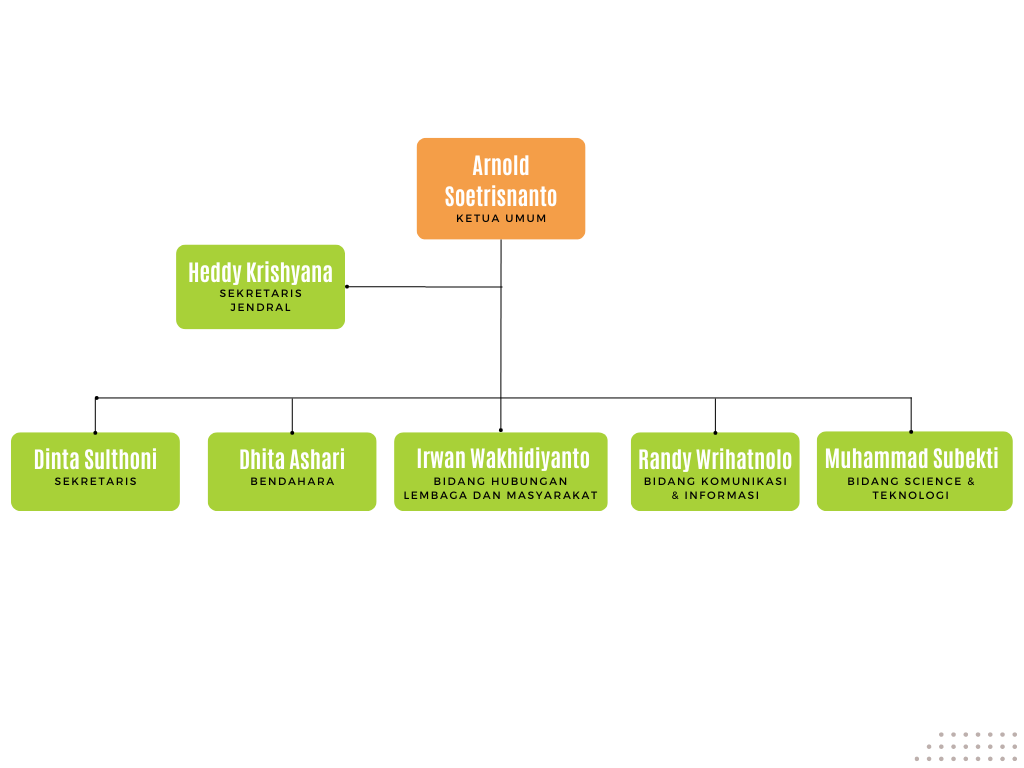 Arnold
Soetrisnanto
KETUA UMUM
Heddy Krishyana
SEKRETARIS
JENDRAL
Dinta Sulthoni
SEKRETARIS
Dhita Ashari
BENDAHARA
Irwan Wakhidiyanto
BIDANG HUBUNGAN
LEMBAGA DAN MASYARAKAT
Randy Wrihatnolo
BIDANG KOMUNIKASI
& INFORMASI
Muhammad Subekti
BIDANG SCIENCE &
TEKNOLOGI